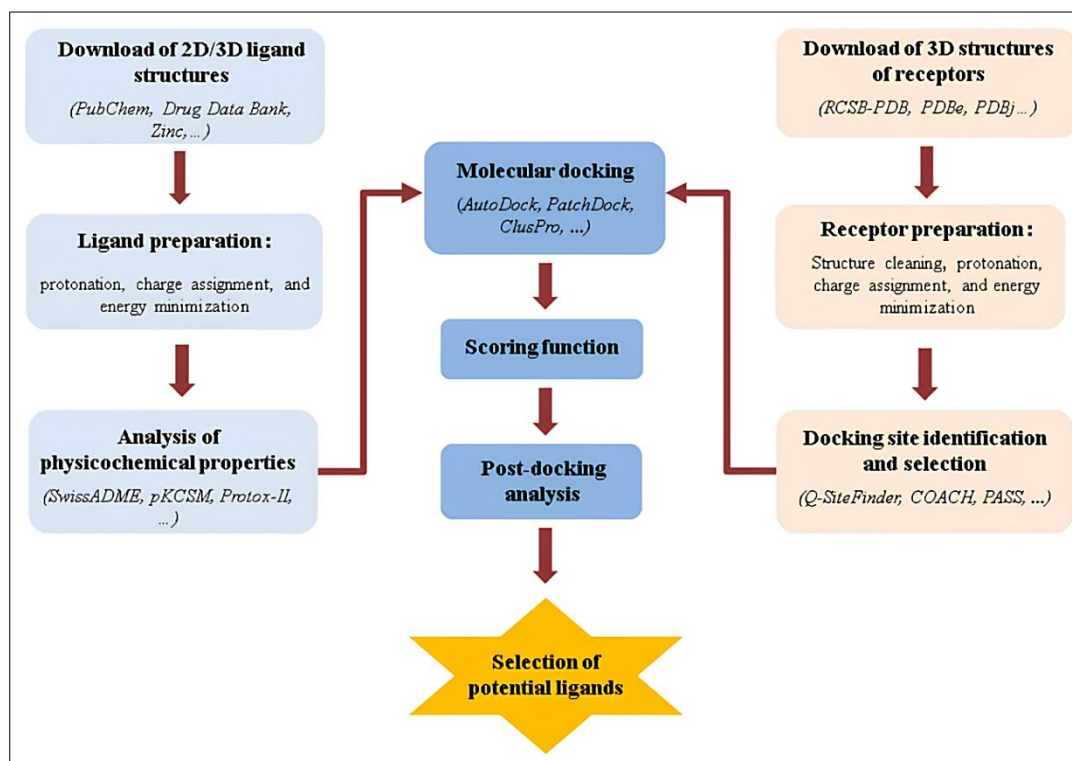 Download of 2D/3D ligand
structures
(PubChem, Drug Data Bank,
Zinc,...)
Ligand preparation:
protonation, charge assignment, and
energy minimization
Analysis of
physicochemical properties
(SwissADME, pKCSM, Protox-II,
...)
Molecular docking
(AutoDock, PatchDock,
ClusPro, ...)
Scoring function
Post-docking
analysis
Selection of
potential ligands
Download of 3D structures
of receptors
(RCSB-PDB, PDBe, PDBj...)
Receptor preparation:
Structure cleaning, protonation,
charge assignment, and energy
minimization
Docking site identification
and selection
(Q-SiteFinder, COACH, PASS, ...)